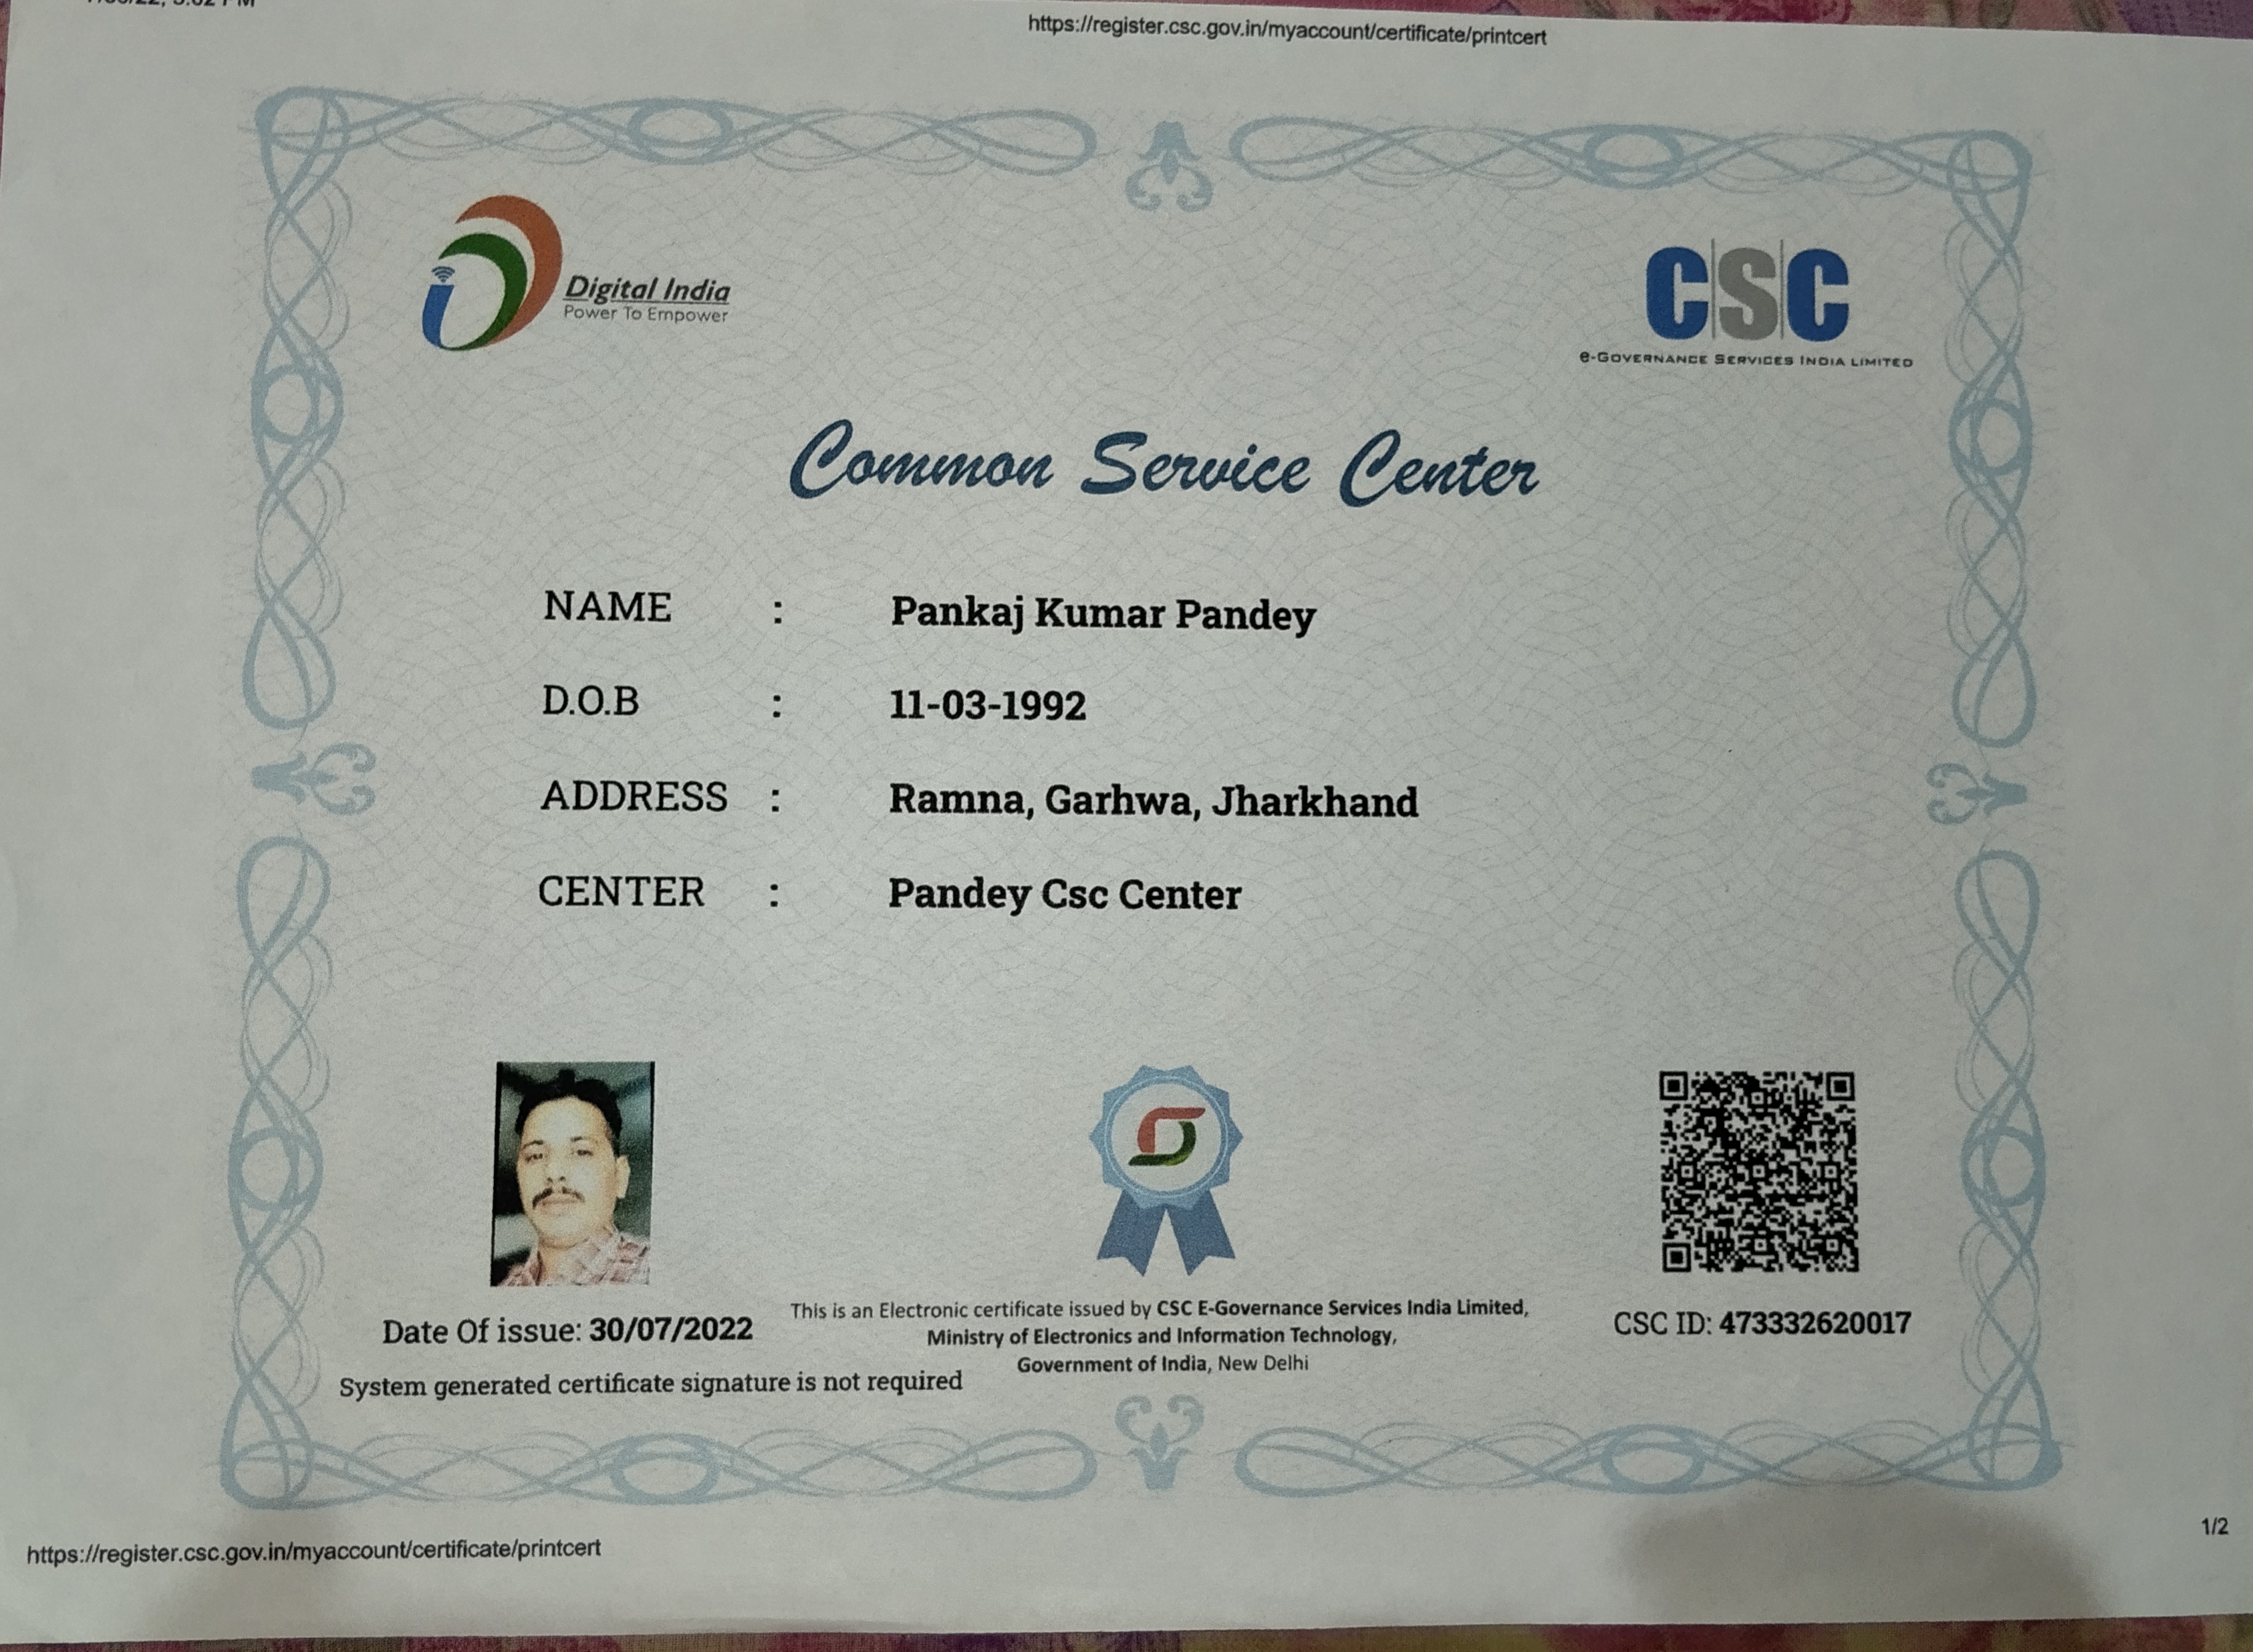 https://register.csc.gov.in/myaccount/certificate/printcert
Digital India
Power To Empower
CSC
e-Governance Services India Limited
Common Service Center
NAME : Pankaj Kumar Pandey
D.O.B : 11-03-1992
ADDRESS : Ramna, Garhwa, Jharkhand
CENTER : Pandey Csc Center
Date Of issue: 30/07/2022
System generated certificate signature is not required
This is an Electronic certificate issued by CSC E-Governance Services India Limited,
Ministry of Electronics and Information Technology,
Government of India, New Delhi
CSC ID: 473332620017
https://register.csc.gov.in/myaccount/certificate/printcert
1/2